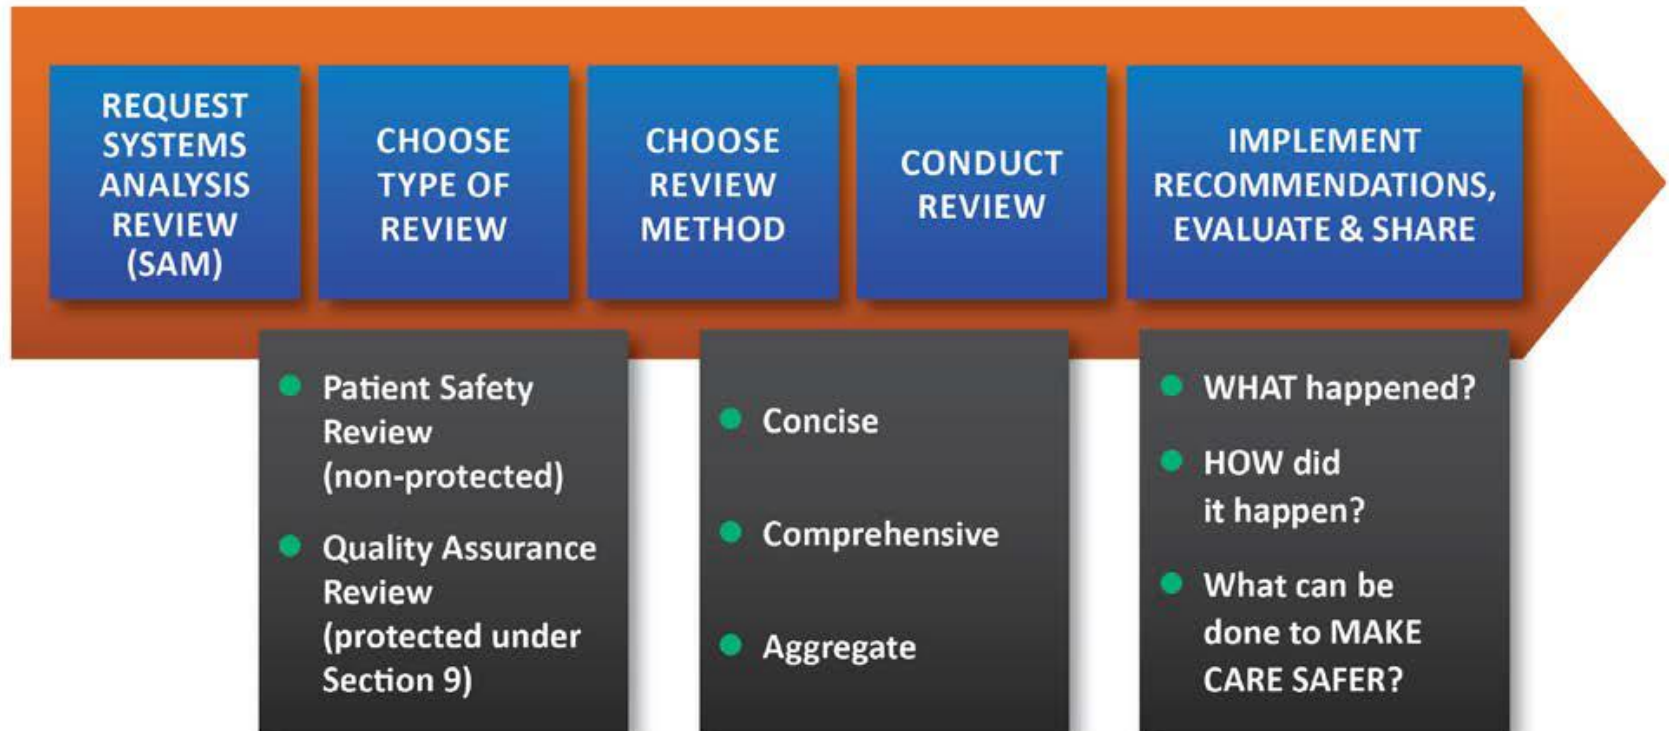 REQUEST
SYSTEMS
ANALYSIS
REVIEW
(SAM)
CHOOSE
TYPE OF
REVIEW
CHOOSE
REVIEW
METHOD
CONDUCT
REVIEW
IMPLEMENT
RECOMMENDATIONS,
EVALUATE & SHARE
Patient Safety
Review
(non-protected)
Quality Assurance
Review
(protected under
Section 9)
Concise
Comprehensive
Aggregate
WHAT happened?
HOW did
it happen?
What can be
done to MAKE
CARE SAFER?